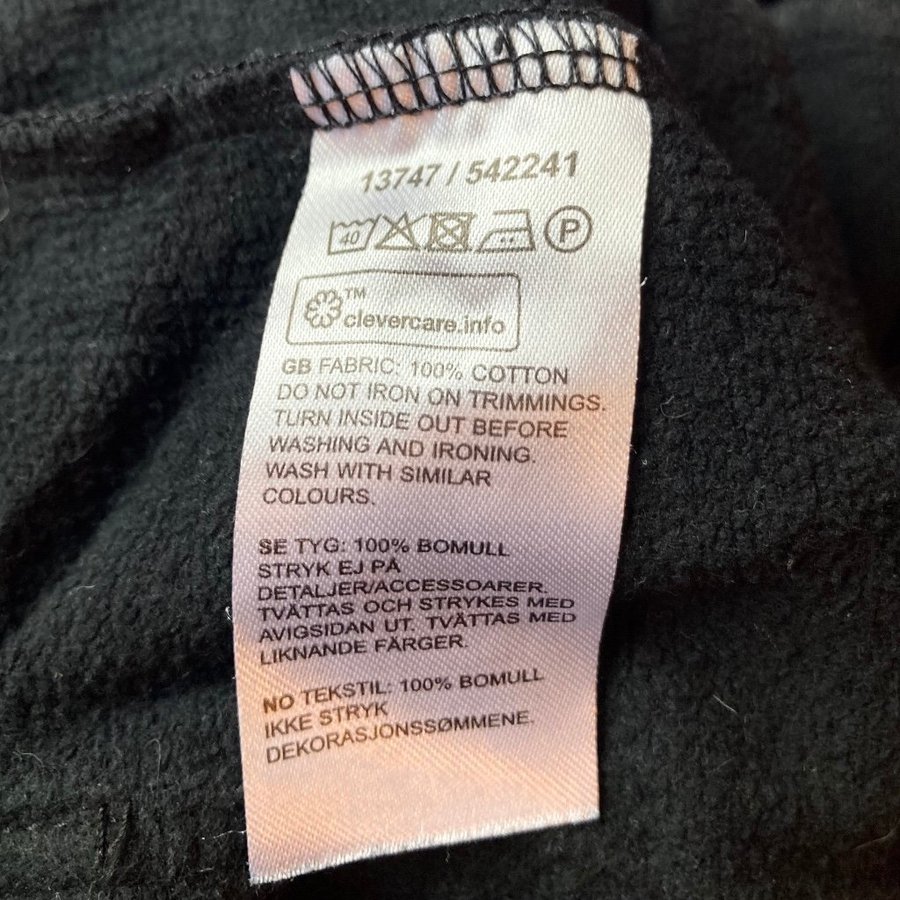 13747 / 542241
40 P
™
clevercare.info
GB FABRIC: 100% COTTON
DO NOT IRON ON TRIMMINGS.
TURN INSIDE OUT BEFORE
WASHING AND IRONING.
WASH WITH SIMILAR
COLOURS.
SE TYG: 100% BOMULL
STRYK EJ PÅ
DETALJER/ACCESSOARER.
TVÄTTAS OCH STRYKES MED
AVIGSIDAN UT. TVÄTTAS MED
LIKNANDE FÄRGER.
NO TEKSTIL: 100% BOMULL
IKKE STRYK
DEKORASJONSSØMMENE.